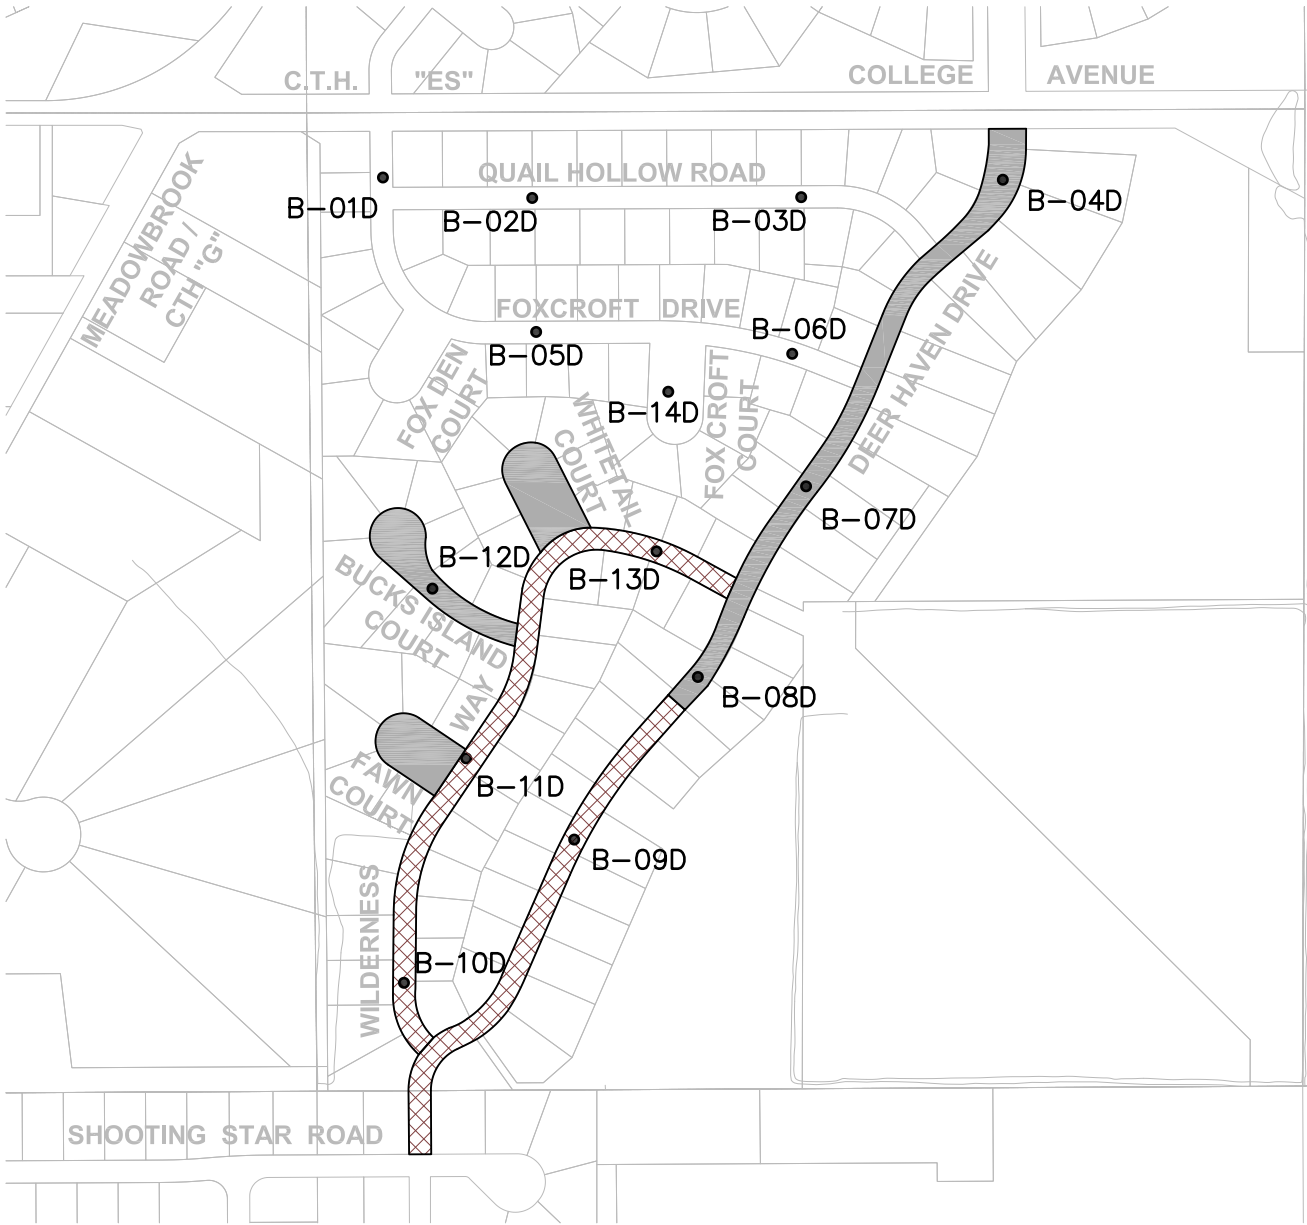 C.T.H. "ES" COLLEGE AVENUE
QUAIL HOLLOW ROAD
B-01D
B-02D
B-03D
B-04D
MEADOWBROOK
ROAD /
CTH "G"
FOXCROFT DRIVE
B-05D
B-06D
DEER HAVEN DRIVE
FOX DEN
COURT
B-14D
WHITETAIL
COURT
FOXCROFT
COURT
B-07D
B-12D
B-13D
BUCKS ISLAND
COURT
B-08D
WAY
FAWN
COURT
B-11D
B-09D
WILDERNESS
B-10D
SHOOTING STAR ROAD